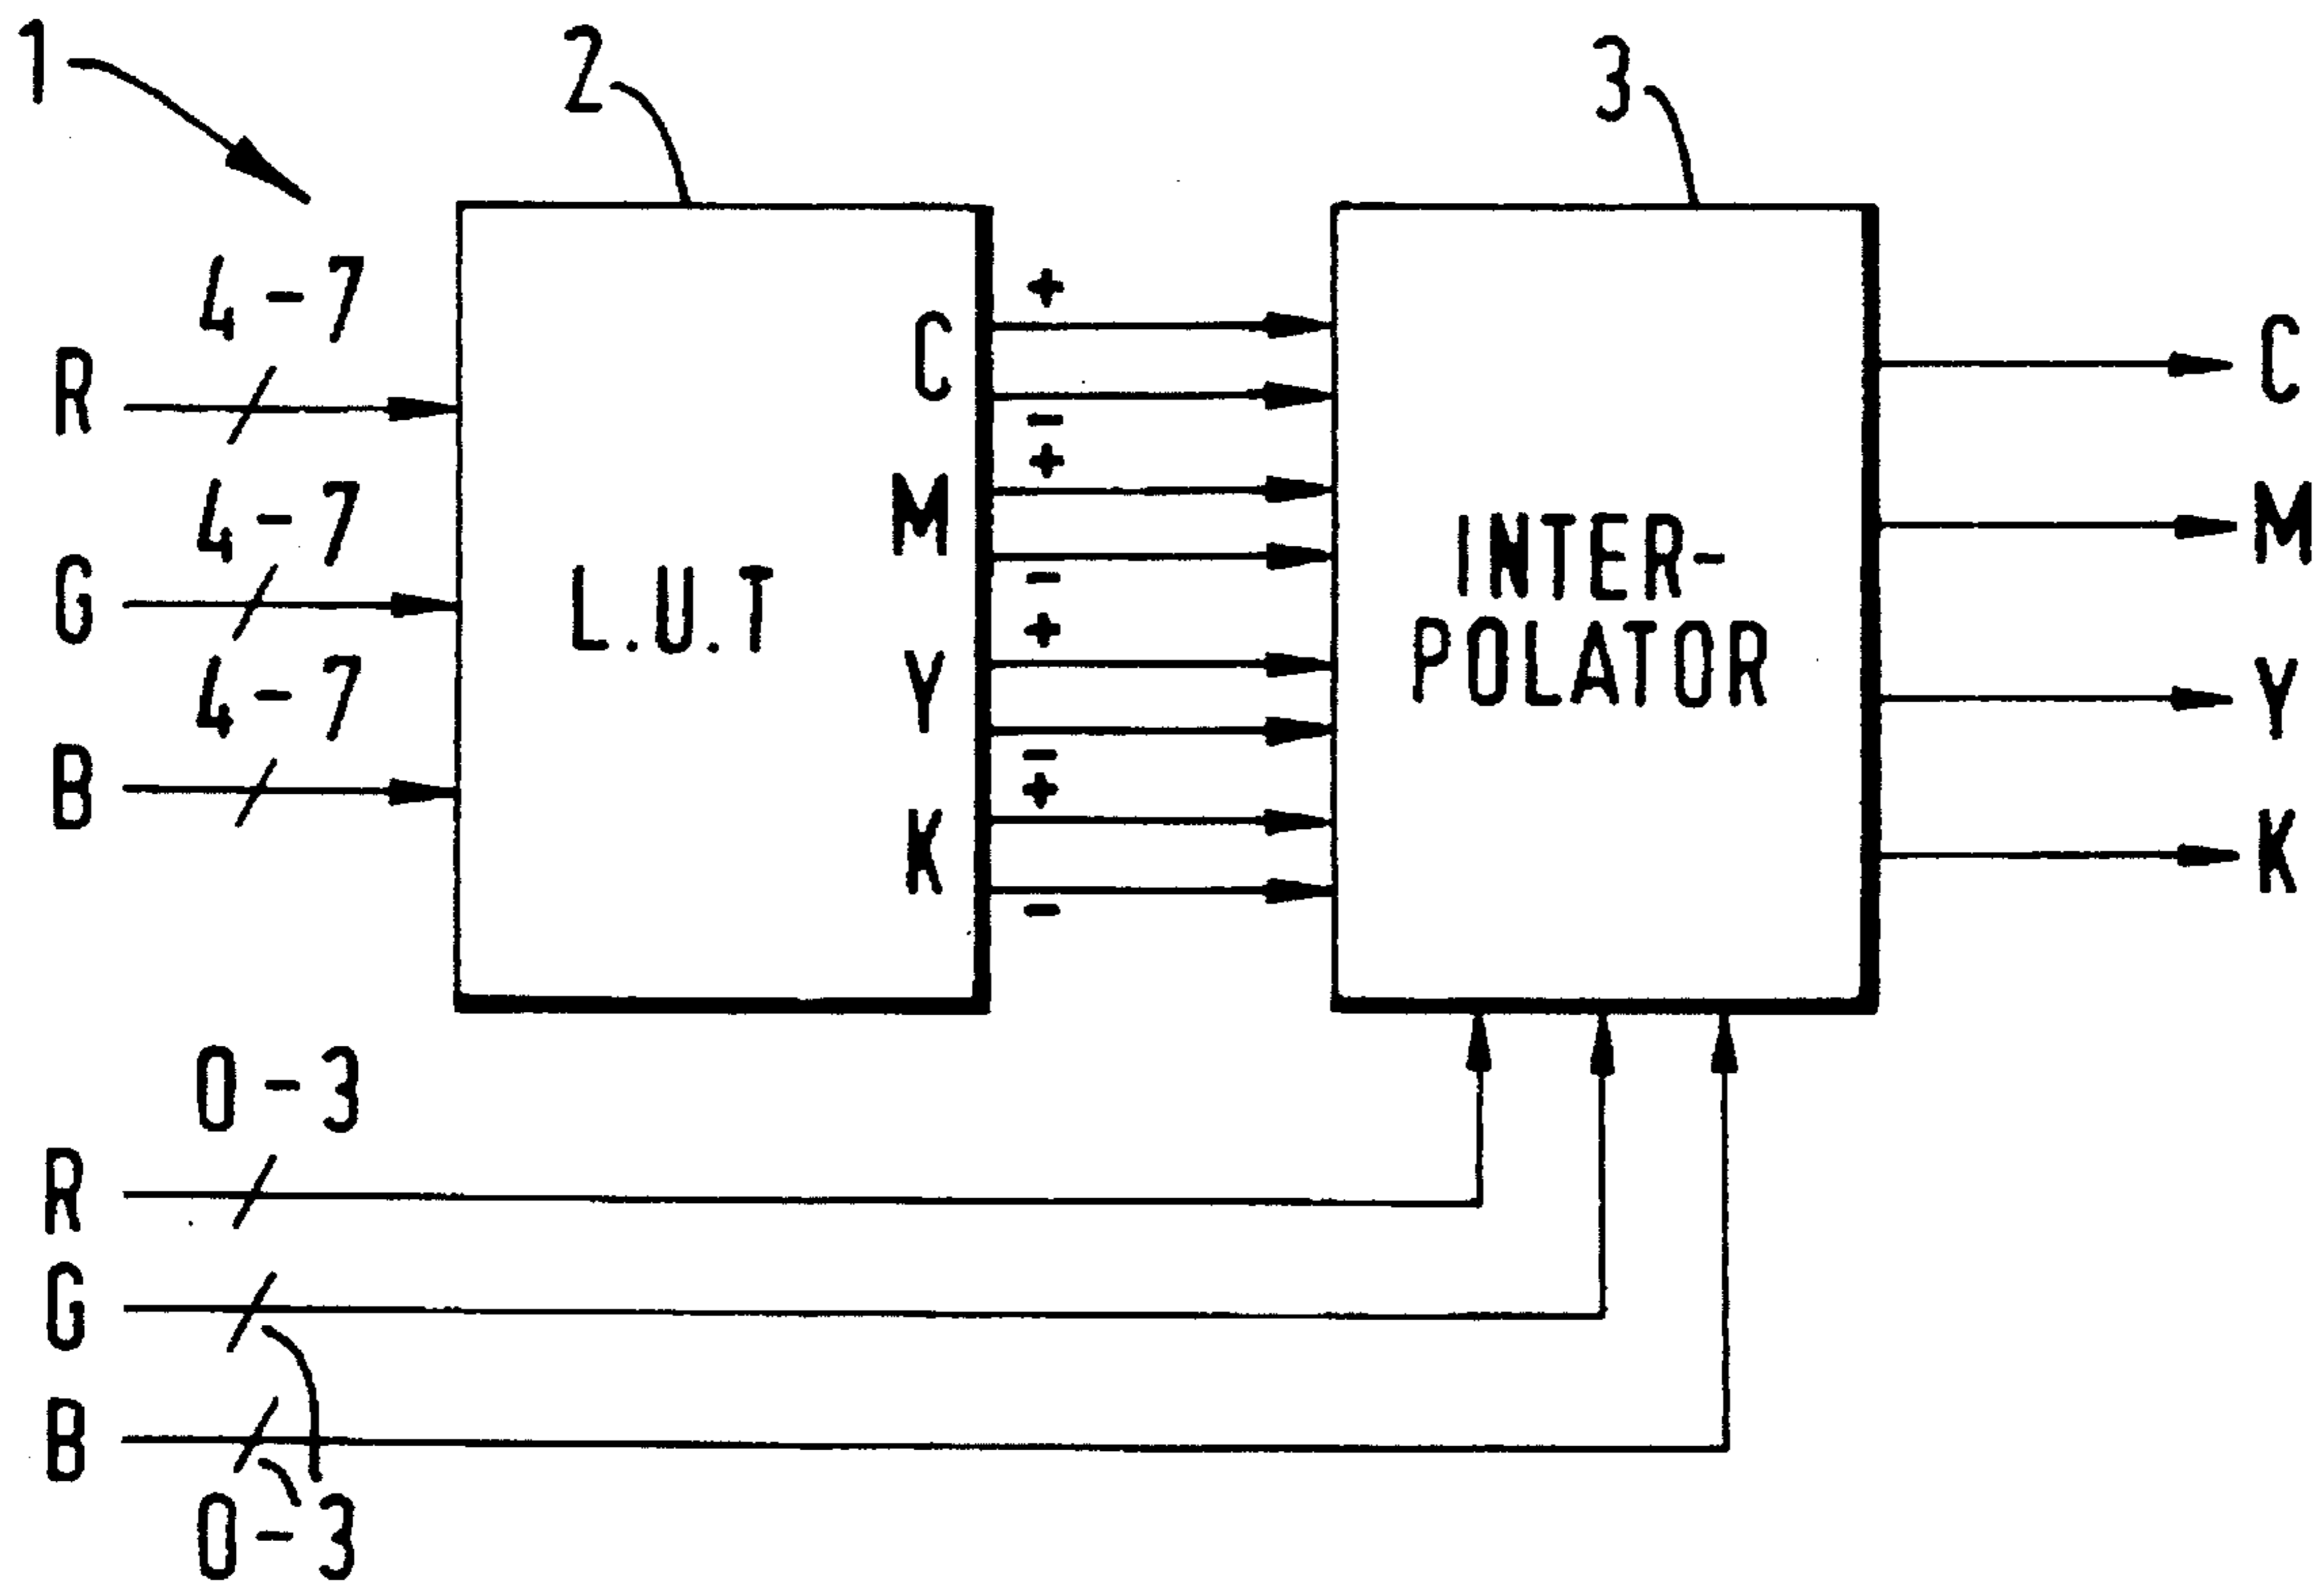 1
2
3
4-7
R
4-7
G
4-7
B
L.U.T
C
+
-
M
+
-
Y
+
-
K
+
-
INTER-
POLATOR
C
M
Y
K
0-3
R
G
B
0-3